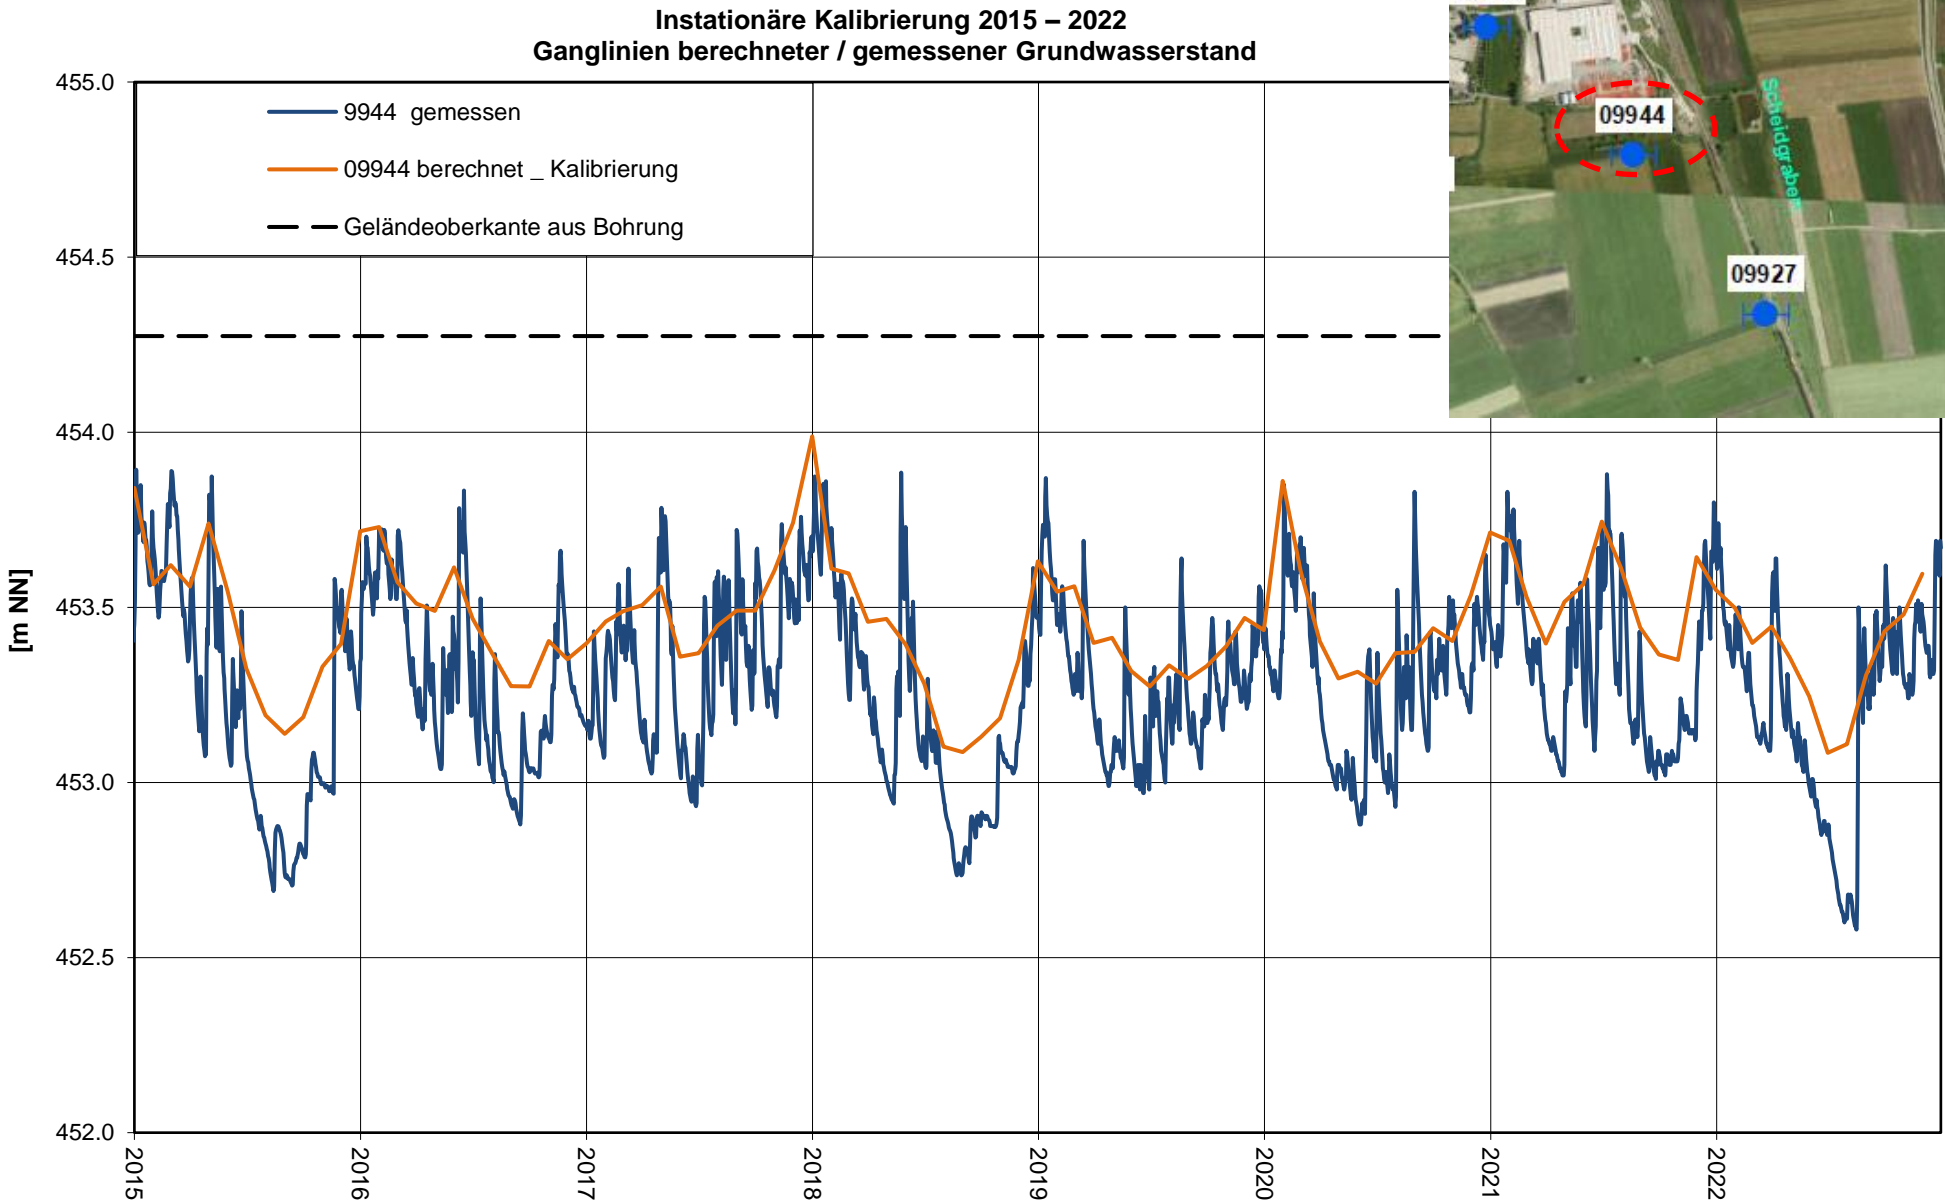 Instationäre Kalibrierung 2015 – 2022
Ganglinien berechneter / gemessener Grundwasserstand
455.0
9944 gemessen
09944 berechnet _ Kalibrierung
Geländeoberkante aus Bohrung
454.5
454.0
453.5
453.0
452.5
452.0
[m NN]
2015
2016
2017
2018
2019
2020
2021
2022
09944
Scheidgraben
09927